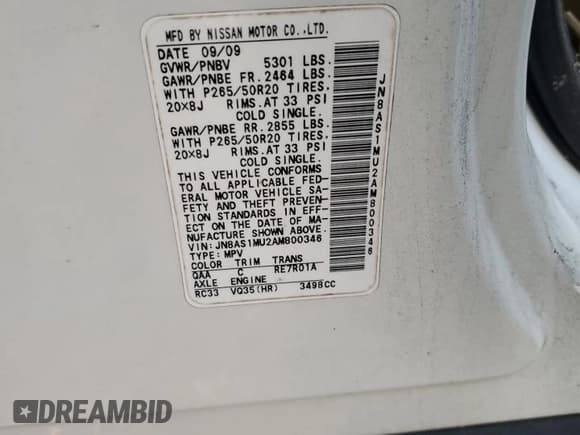 MFD BY NISSAN MOTOR CO.,LTD.
DATE 09/09
GVWR/PNBV 5301 LBS.
GAWR/PNBE FR. 2464 LBS.
WITH P265/50R20 TIRES.
20X8J RIMS.AT 33 PSI
COLD SINGLE.
GAWR/PNBE RR. 2855 LBS.
WITH P265/50R20 TIRES.
20X8J RIMS.AT 33 PSI
COLD SINGLE.
THIS VEHICLE CONFORMS
TO ALL APPLICABLE FED-
ERAL MOTOR VEHICLE SA-
FETY AND THEFT PREVEN-
TION STANDARDS IN EFF-
ECT ON THE DATE OF MA-
NUFACTURE SHOWN ABOVE.
VIN:JN8AS1MU2AM800346
TYPE:MPV
COLOR TRIM TRANS
QAA C RE7R01A
AXLE ENGINE
RC33 VQ35(HR) 3498CC
JN8AS1MU2AM800346
DREAMBID